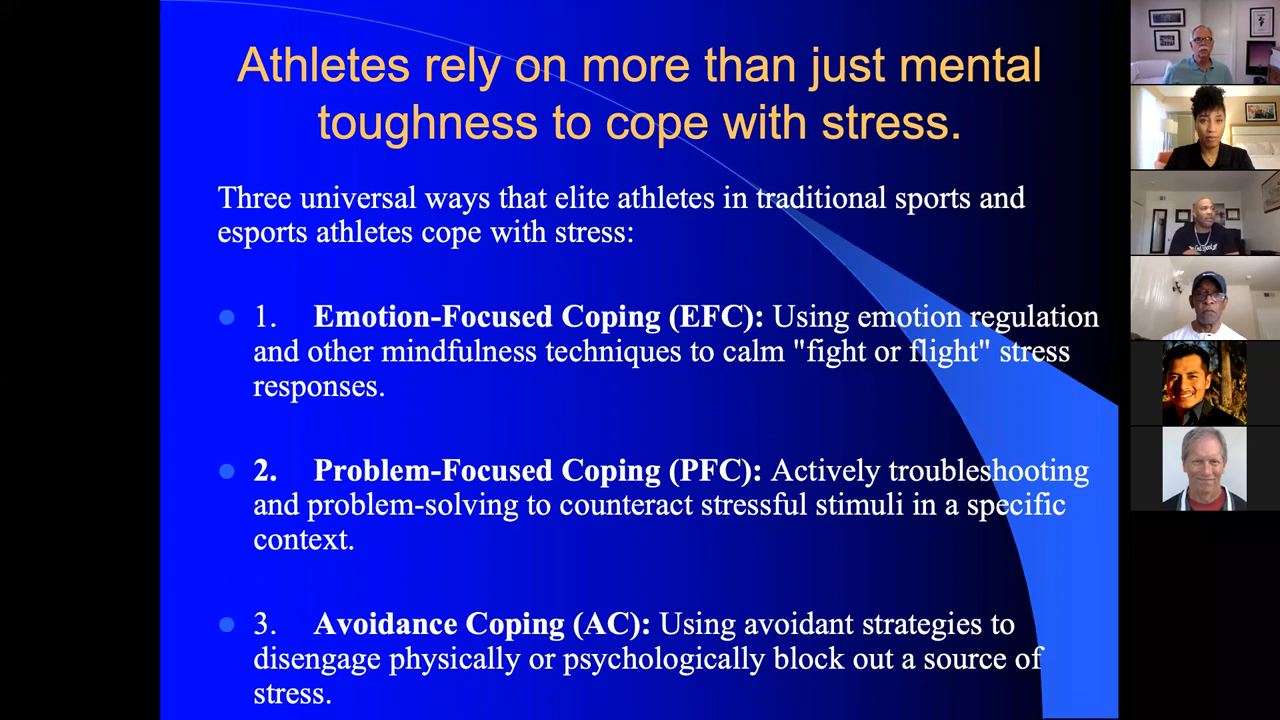 Athletes rely on more than just mental
toughness to cope with stress.
Three universal ways that elite athletes in traditional sports and
esports athletes cope with stress:
1. Emotion-Focused Coping (EFC): Using emotion regulation
and other mindfulness techniques to calm "fight or flight" stress
responses.
2. Problem-Focused Coping (PFC): Actively troubleshooting
and problem-solving to counteract stressful stimuli in a specific
context.
3. Avoidance Coping (AC): Using avoidant strategies to
disengage physically or psychologically block out a source of
stress.